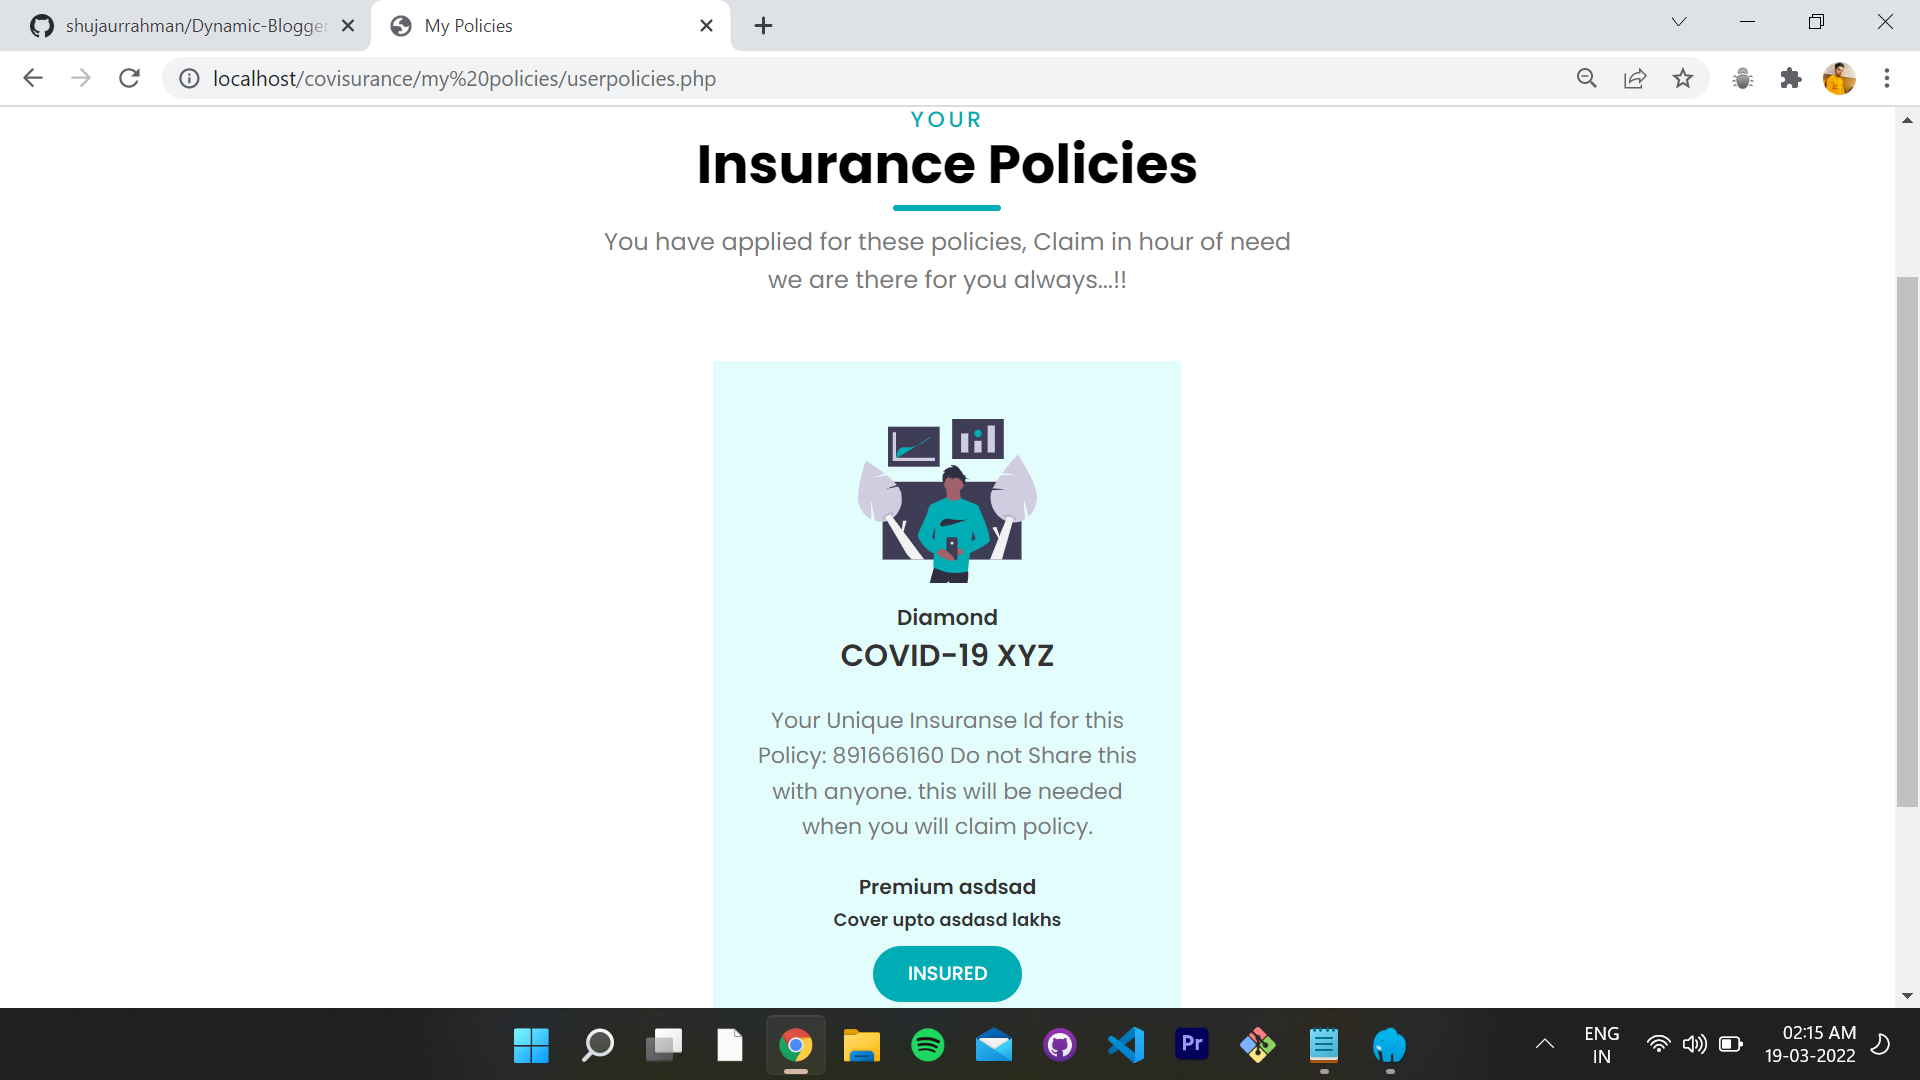 shujaurrahman/Dynamic-Blogger
My Policies
localhost/covisurance/my%20policies/userpolicies.php
YOUR
Insurance Policies
You have applied for these policies, Claim in hour of need
we are there for you always...!!
Diamond
COVID-19 XYZ
Your Unique Insuranse Id for this
Policy: 891666160 Do not Share this
with anyone. this will be needed
when you will claim policy.
Premium asdsad
Cover upto asdasd lakhs
INSURED
Pr
ENG
IN
02:15 AM
19-03-2022